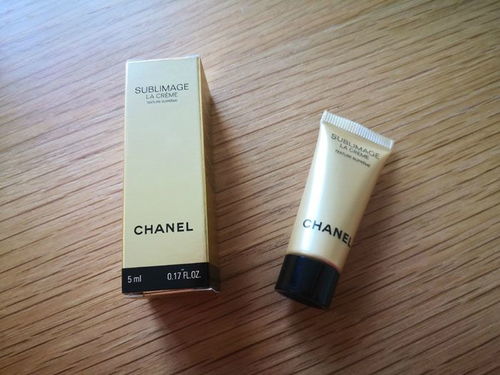 SUBLIMAGE
LA CRÈME
TEXTURE SUPRÊME
CHANEL
5 ml 0.17 FL.OZ.
SUBLIMAGE
LA CRÈME
TEXTURE SUPRÊME
CHANEL